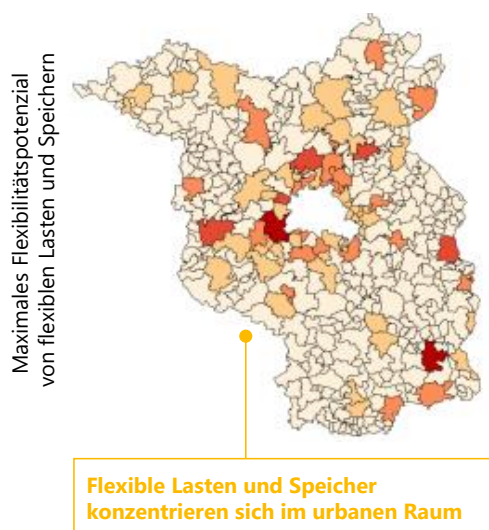 Maximales Flexibilitätspotenzial
von flexiblen Lasten und Speichern
Flexible Lasten und Speicher
konzentrieren sich im urbanen Raum